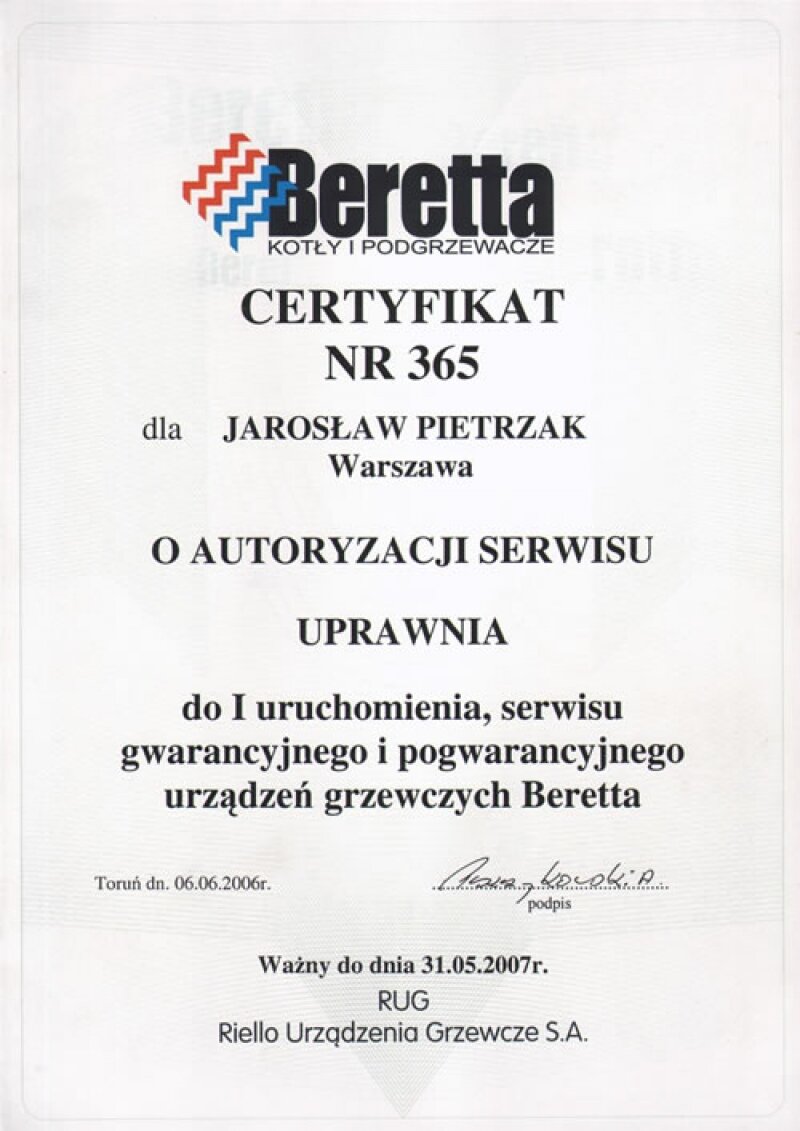 Beretta
KOTŁY I PODGRZEWACZE
CERTYFIKAT
NR 365
dla JAROSŁAW PIETRZAK
Warszawa
O AUTORYZACJI SERWISU
UPRAWNIA
do I uruchomienia, serwisu
gwarancyjnego i pogwarancyjnego
urządzeń grzewczych Beretta
Toruń dn. 06.06.2006r.
podpis
Ważny do dnia 31.05.2007r.
RUG
Riello Urządzenia Grzewcze S.A.